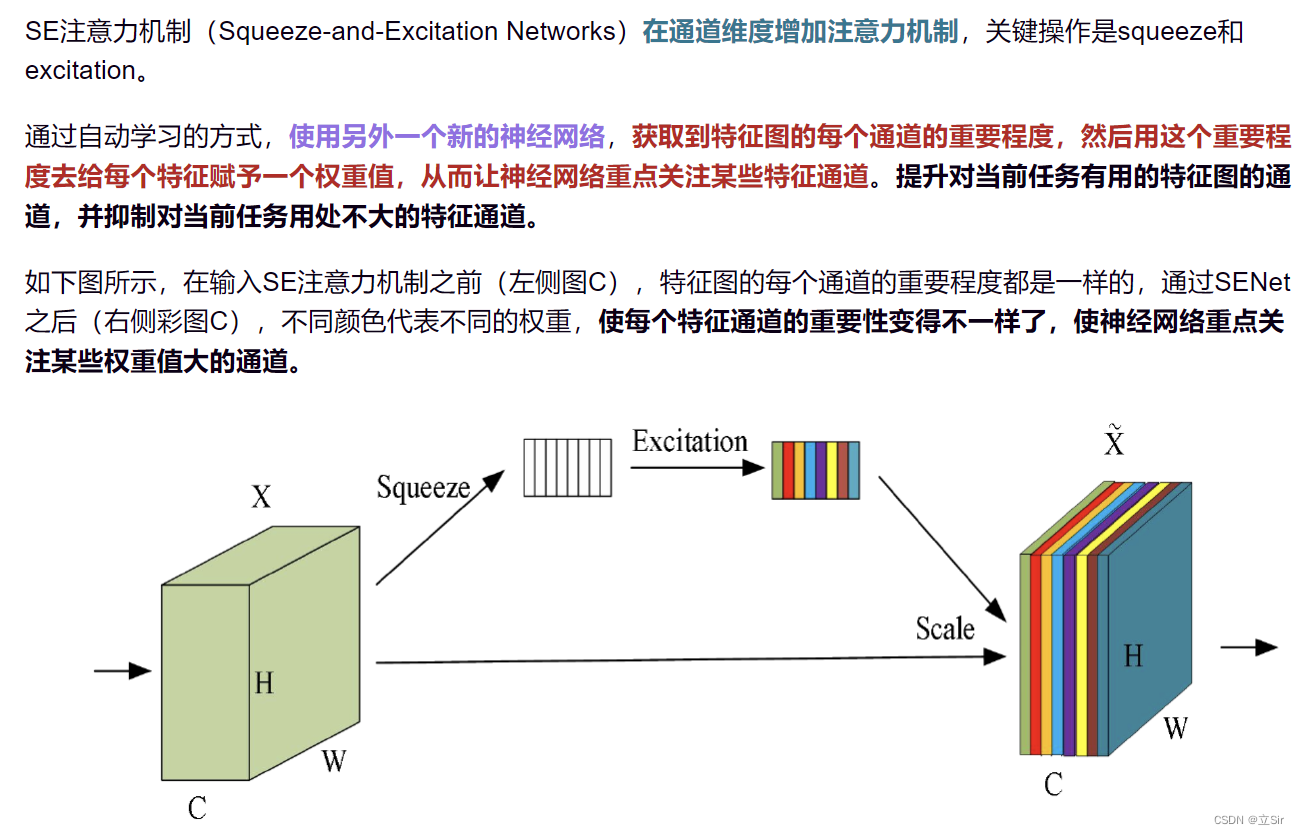 SE注意力机制（Squeeze-and-Excitation Networks）在通道维度增加注意力机制，关键操作是squeeze和
excitation。
通过自动学习的方式，使用另外一个新的神经网络，获取到特征图的每个通道的重要程度，然后用这个重要程
度去给每个特征赋予一个权重值，从而让神经网络重点关注某些特征通道。提升对当前任务有用的特征图的通
道，并抑制对当前任务用处不大的特征通道。
如下图所示，在输入SE注意力机制之前（左侧图C），特征图的每个通道的重要程度都是一样的，通过SENet
之后（右侧彩图C），不同颜色代表不同的权重，使每个特征通道的重要性变得不一样了，使神经网络重点关
注某些权重值大的通道。
X
Squeeze
Excitation
X̃
Scale
H
W
C
H
W
C
CSDN @立Sir